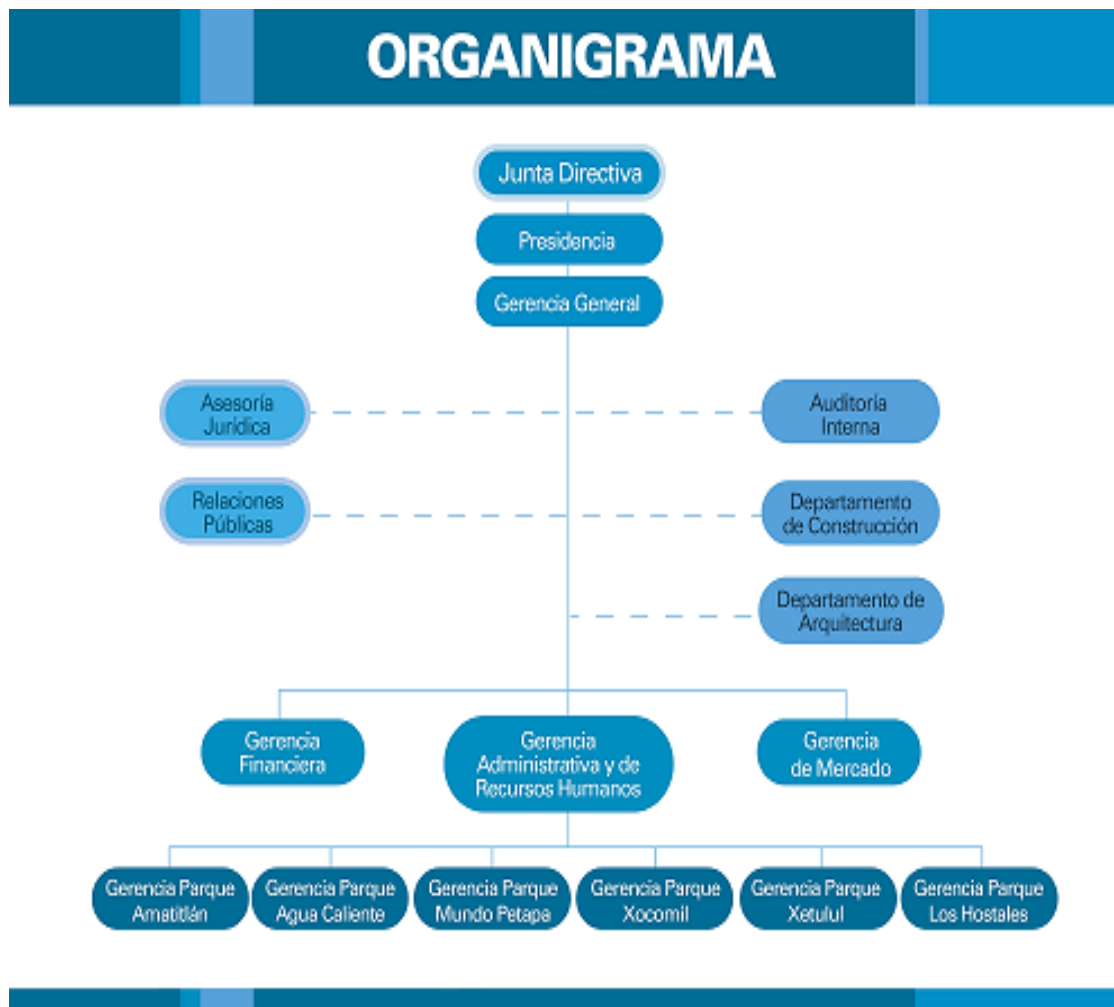 ORGANIGRAMA
Junta Directiva
Presidencia
Gerencia General
Asesoría
Jurídica
Auditoría
Interna
Relaciones
Públicas
Departamento
de Construcción
Departamento de
Arquitectura
Gerencia
Financiera
Gerencia
Administrativa y de
Recursos Humanos
Gerencia
de Mercado
Gerencia Parque
Amatitlán
Gerencia Parque
Agua Caliente
Gerencia Parque
Mundo Petapa
Gerencia Parque
Xocomil
Gerencia Parque
Xetulul
Gerencia Parque
Los Hostales